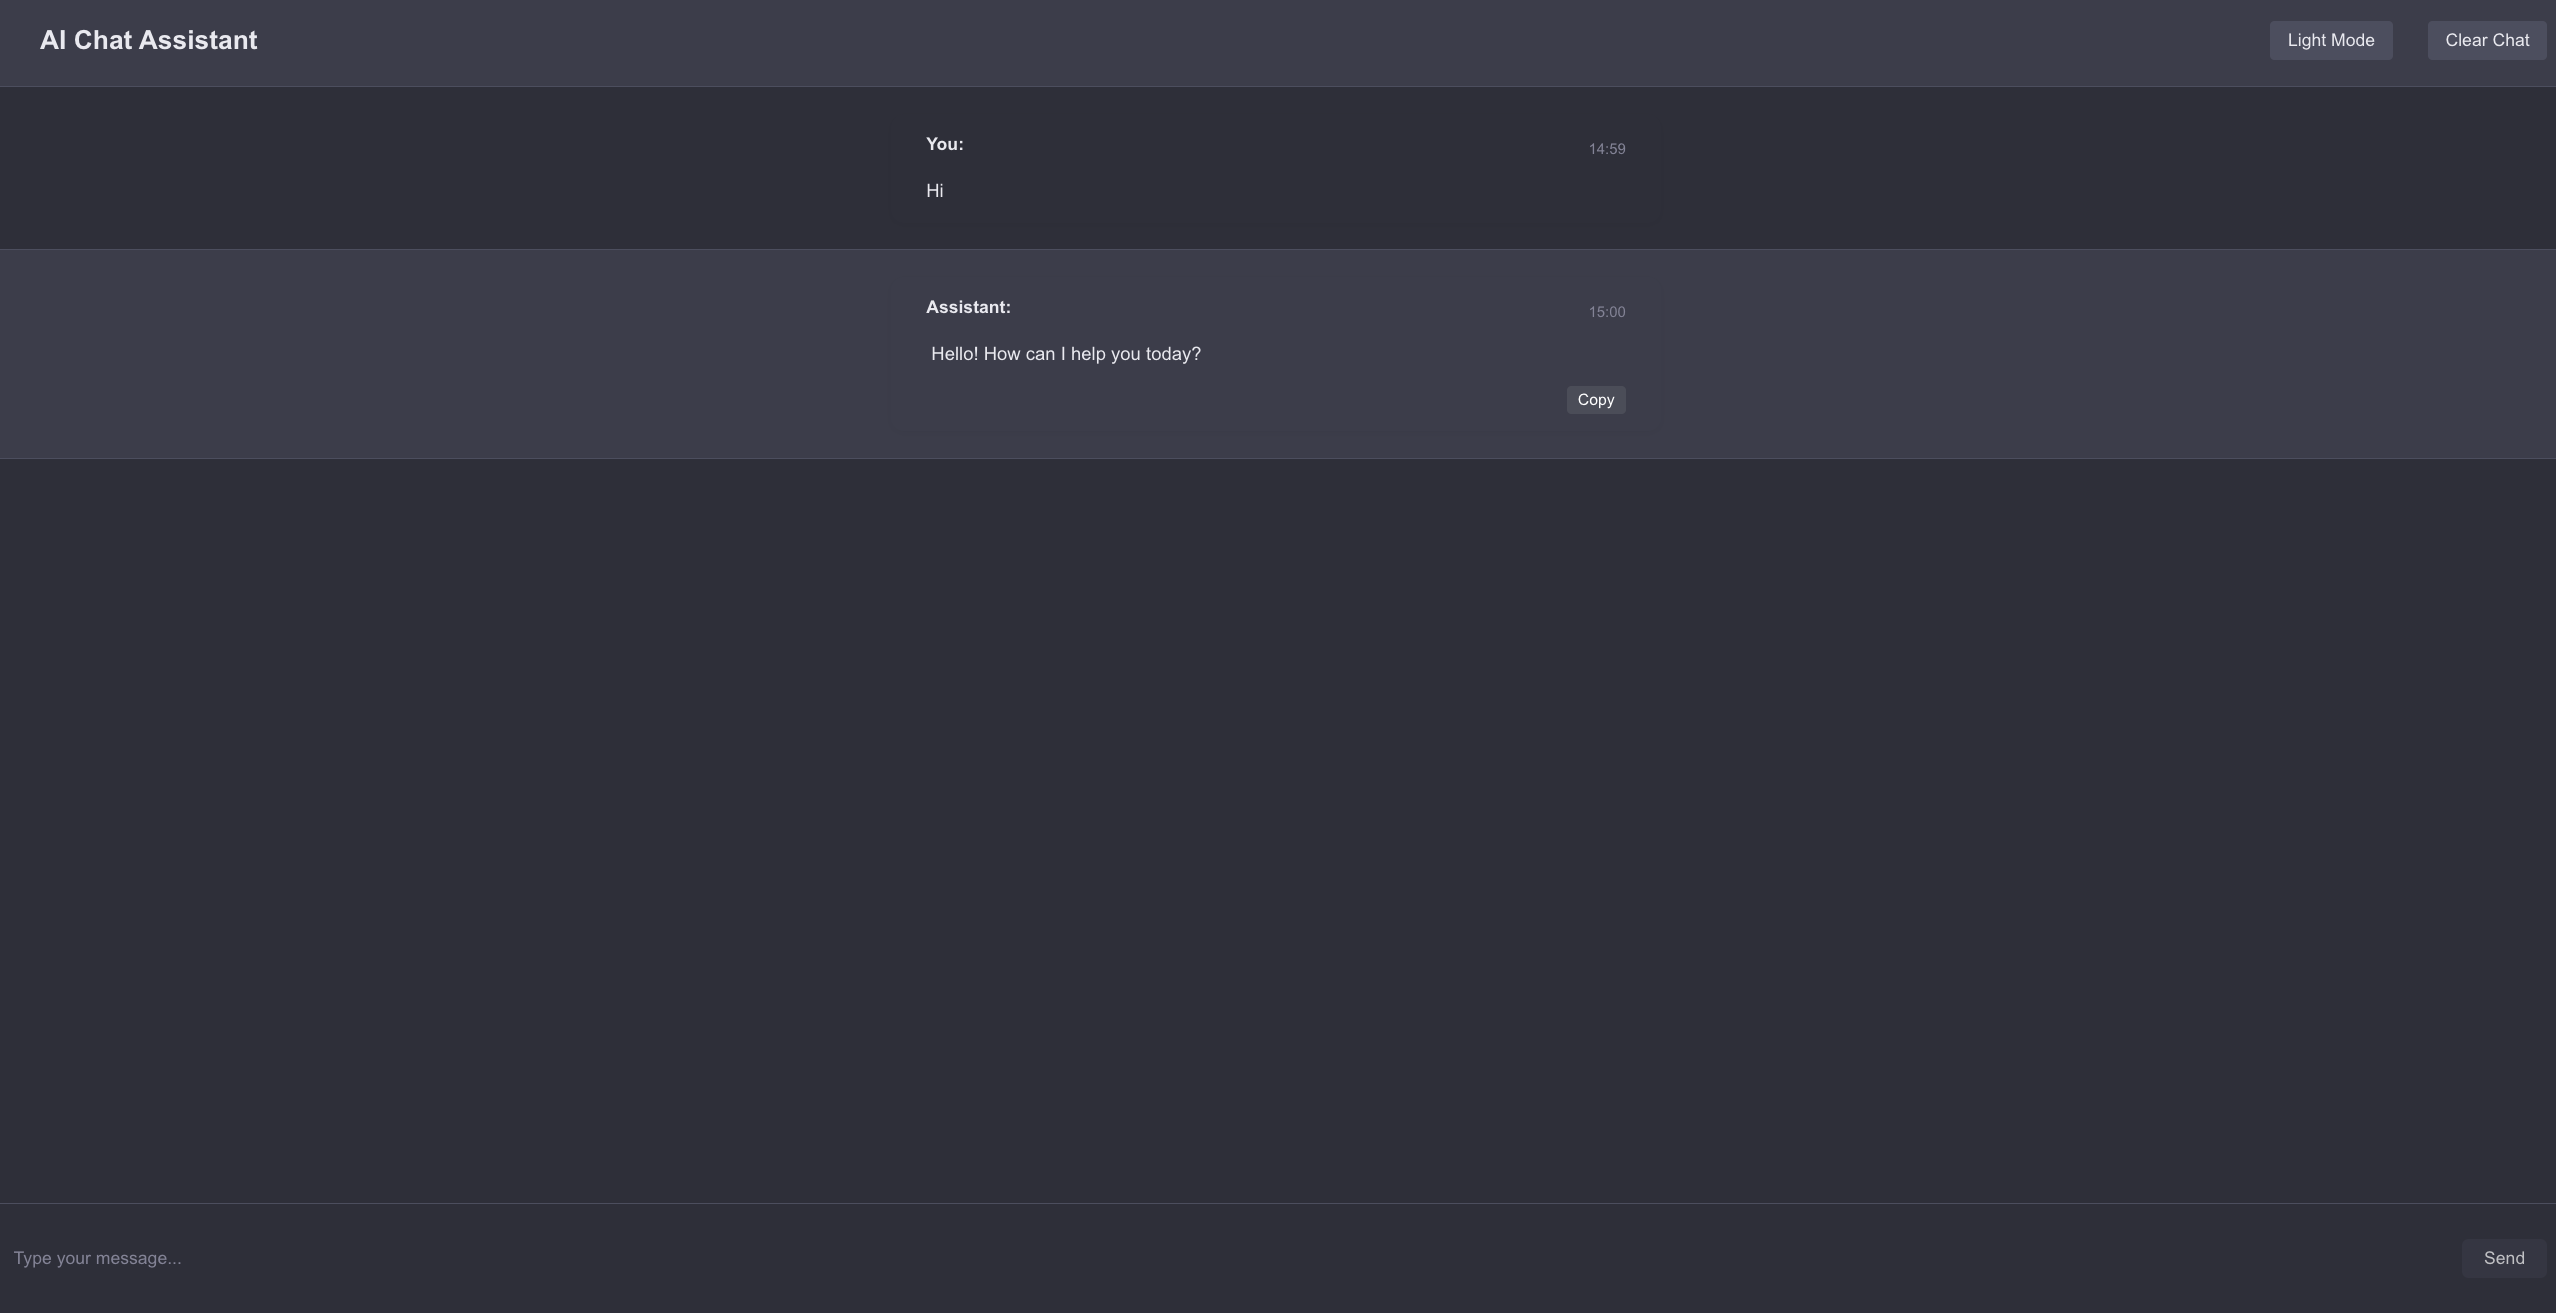 AI Chat Assistant
Light Mode
Clear Chat
You:
14:59
Hi
Assistant:
15:00
Hello! How can I help you today?
Copy
Type your message...
Send